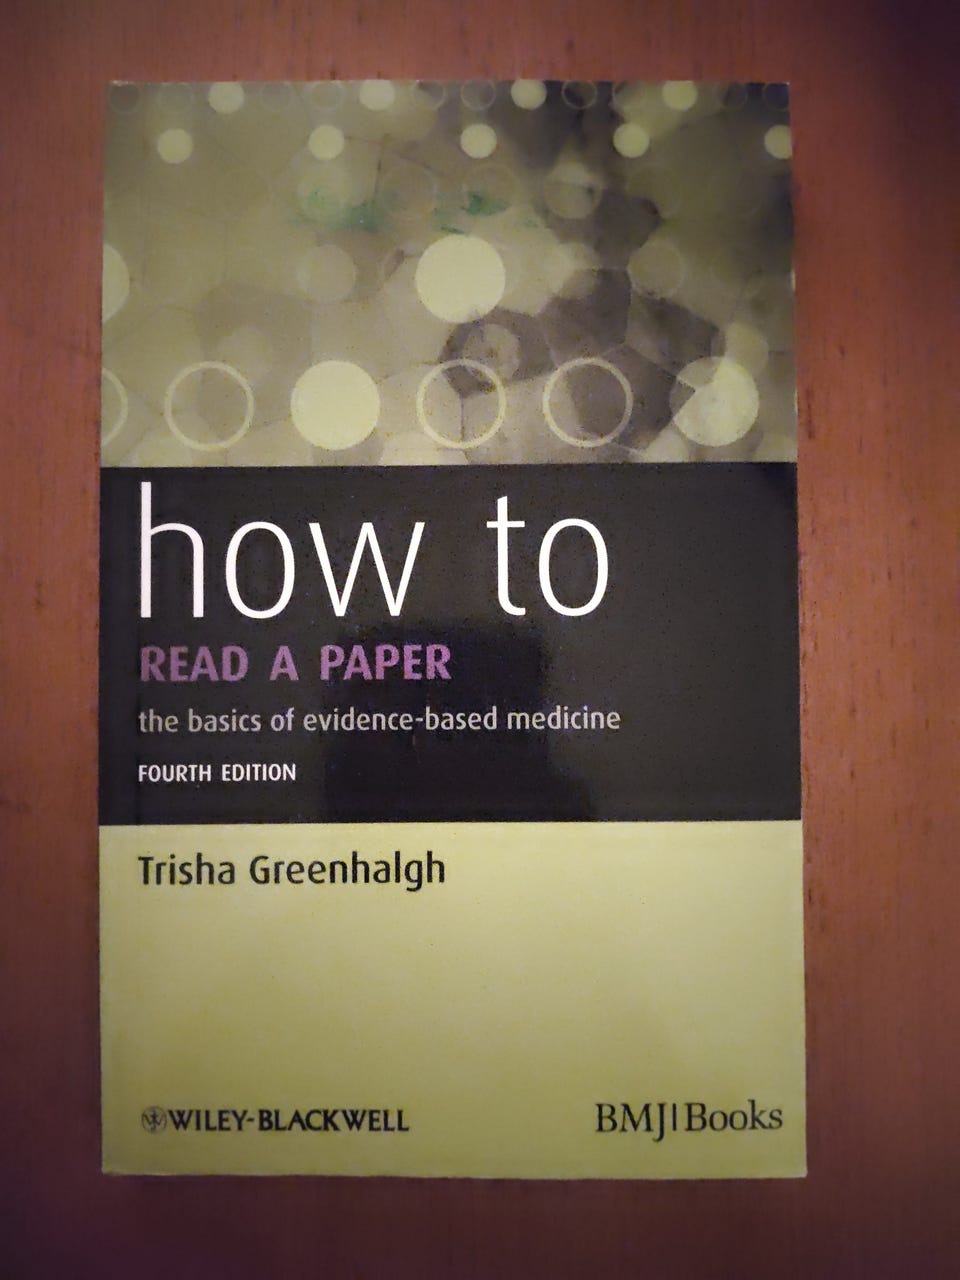 how to
READ A PAPER
the basics of evidence-based medicine
FOURTH EDITION
Trisha Greenhalgh
WILEY-BLACKWELL
BMJ|Books